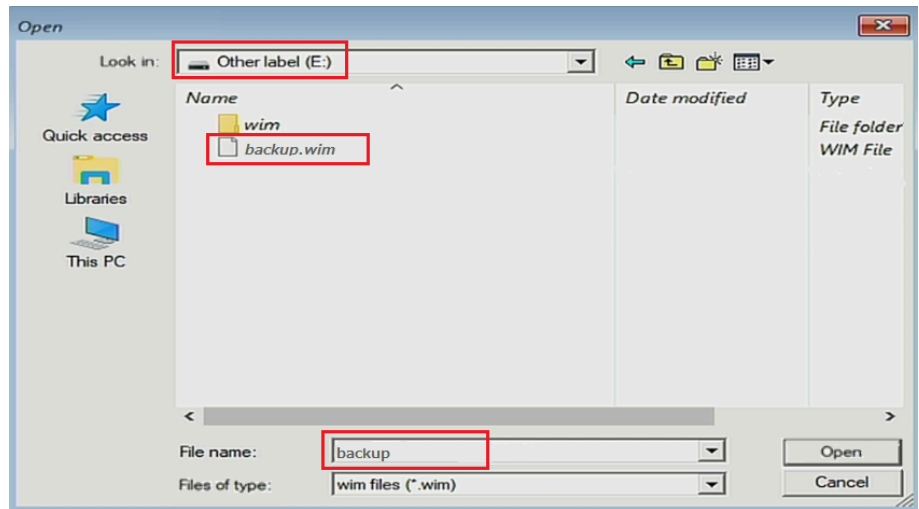 Open
Look in: Other label (E:)
Name Date modified Type
wim File folder
backup.wim WIM File
Quick access
Libraries
This PC
File name: backup Open
Files of type: wim files (*.wim) Cancel